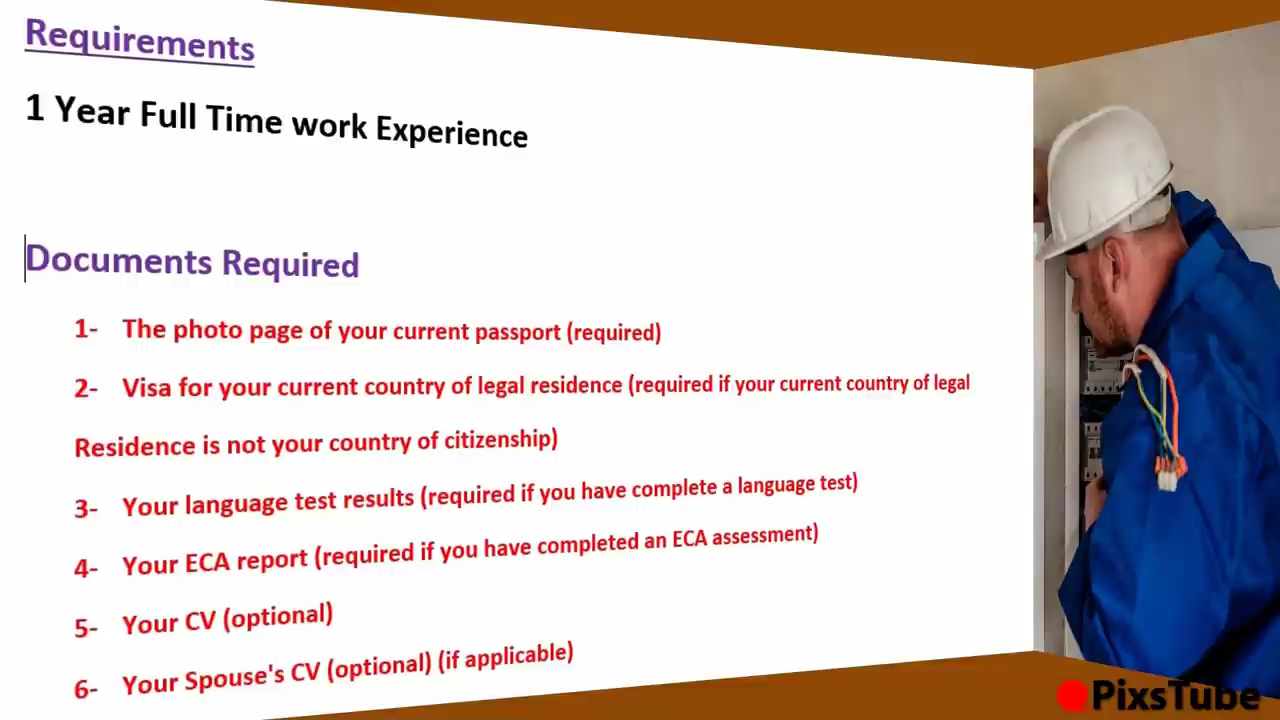 Requirements
1 Year Full Time work Experience
Documents Required
1- The photo page of your current passport (required)
2- Visa for your current country of legal residence (required if your current country of legal
Residence is not your country of citizenship)
3- Your language test results (required if you have complete a language test)
4- Your ECA report (required if you have completed an ECA assessment)
5- Your CV (optional)
6- Your Spouse's CV (optional) (if applicable)
PixsTube